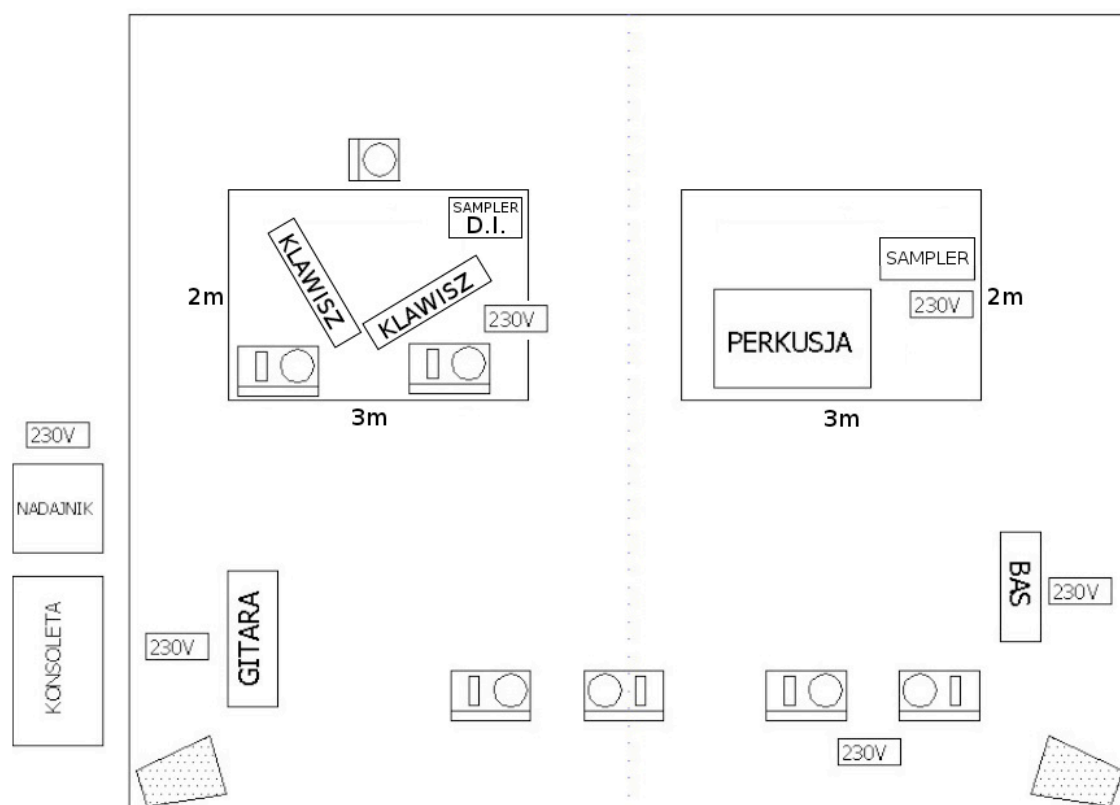 SAMPLER
D.I.
KLAWISZ
KLAWISZ
2m
230V
3m
SAMPLER
230V
2m
PERKUSJA
3m
230V
NADAJNIK
KONSOLETA
230V
GITARA
BAS
230V
230V